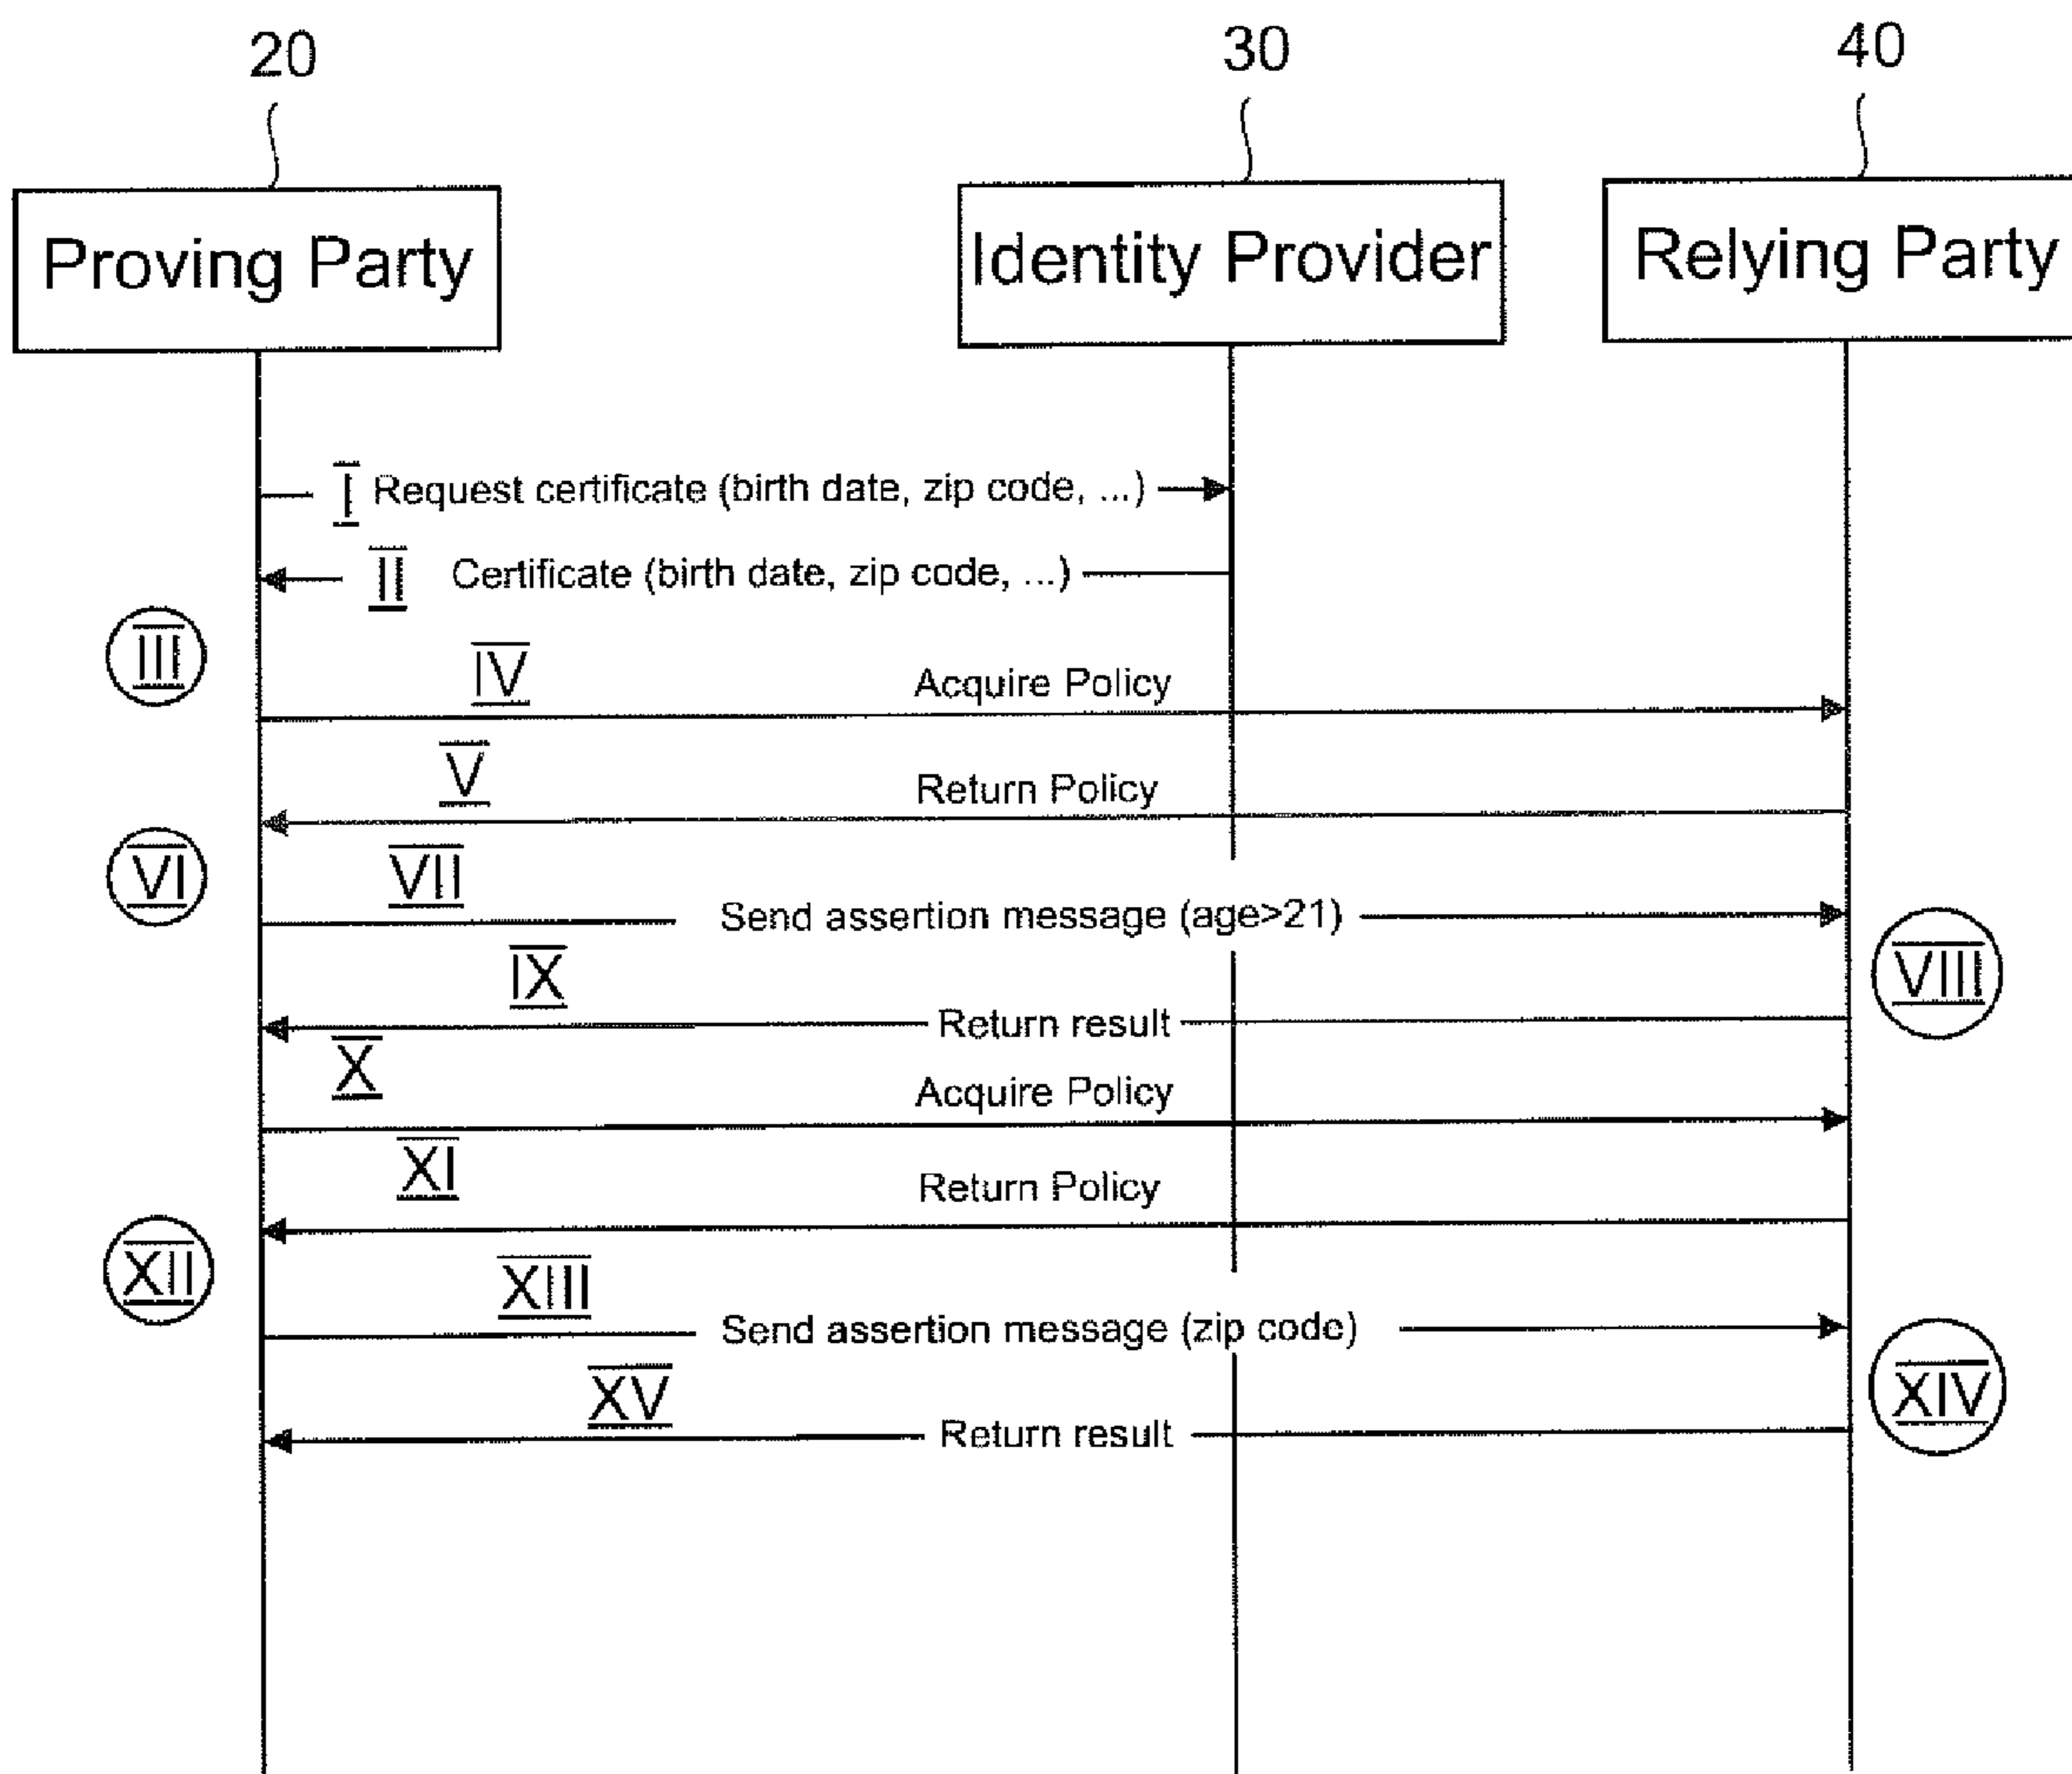 20 30 40
Proving Party Identity Provider Relying Party
I Request certificate (birth date, zip code, ...)
II Certificate (birth date, zip code, ...)
III
IV Acquire Policy
V Return Policy
VI
VII
Send assertion message (age>21)
VIII
IX
Return result
X
Acquire Policy
XI
Return Policy
XII
XIII
Send assertion message (zip code)
XIV
XV
Return result